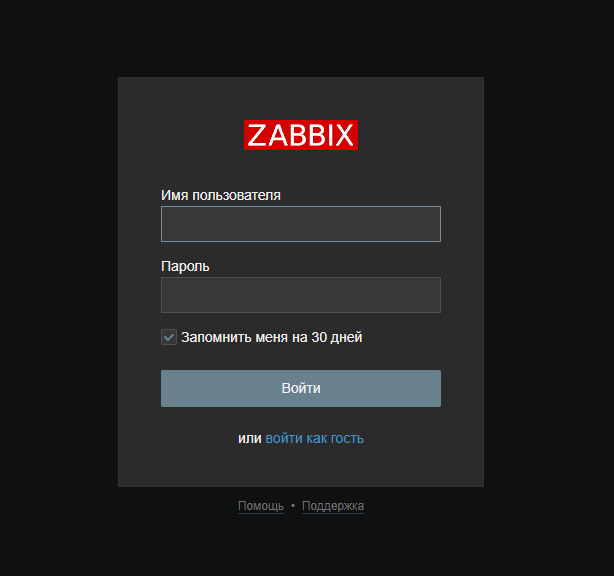 ZABBIX
Имя пользователя
Пароль
Запомнить меня на 30 дней
Войти
или войти как гость
Помощь • Поддержка